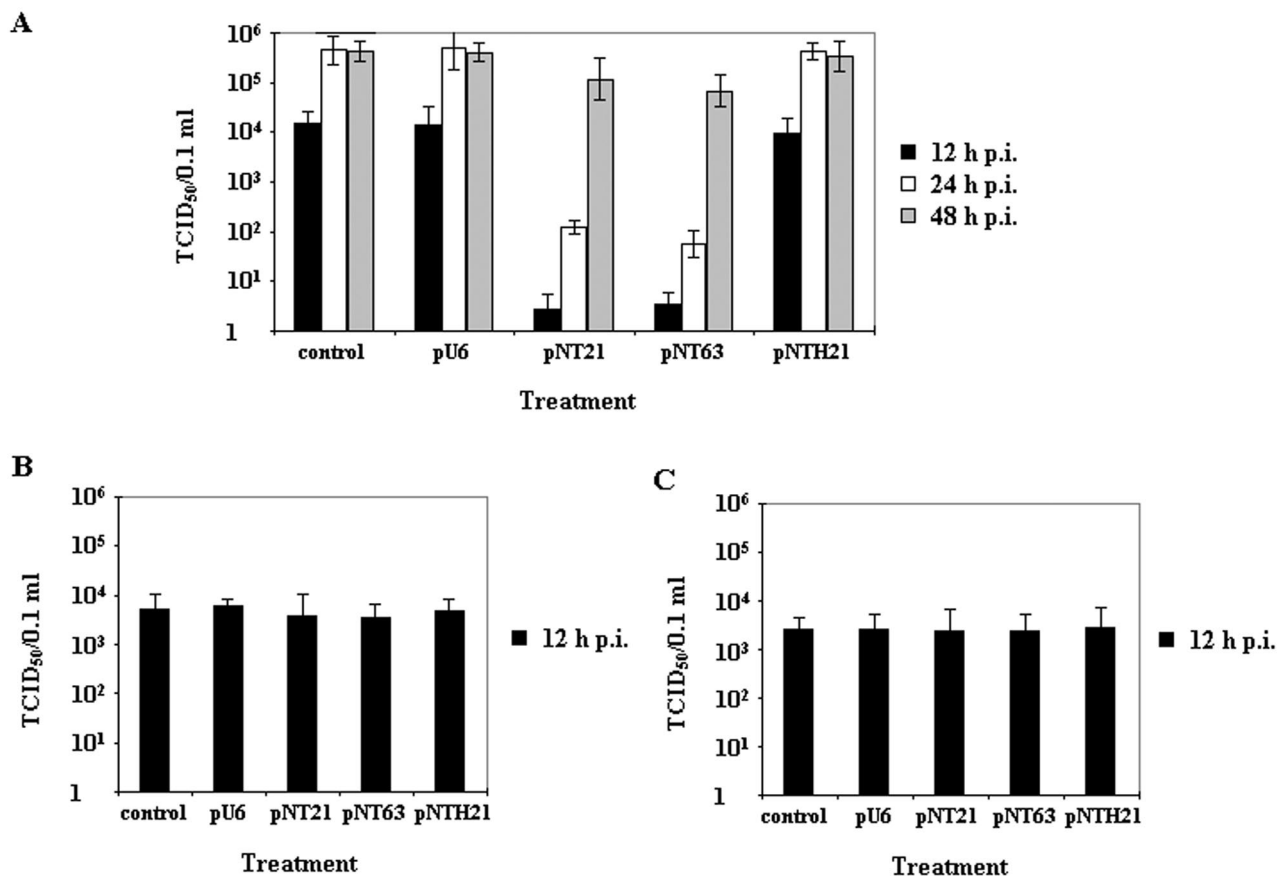 A
10⁶
10⁵
10⁴
10³
10²
10¹
1
TCID₅₀/0.1 ml
control pU6 pNT21 pNT63 pNTH21
Treatment
12 h p.i.
24 h p.i.
48 h p.i.
B
10⁶
10⁵
10⁴
10³
10²
10¹
1
TCID₅₀/0.1 ml
control pU6 pNT21 pNT63 pNTH21
Treatment
12 h p.i.
C
10⁶
10⁵
10⁴
10³
10²
10¹
1
TCID₅₀/0.1 ml
control pU6 pNT21 pNT63 pNTH21
Treatment
12 h p.i.